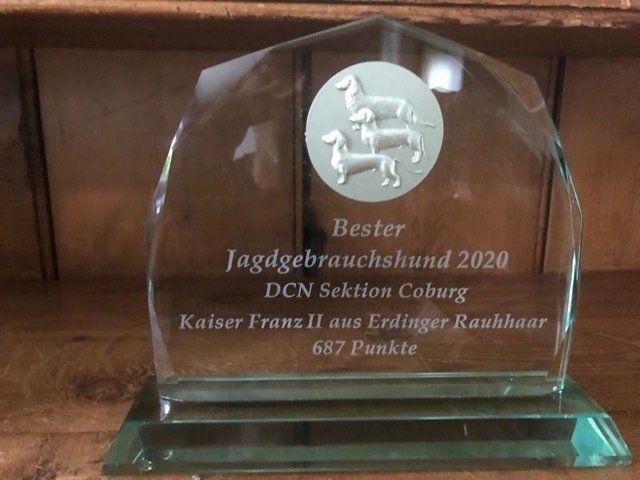 Bester
Jagdgebrauchshund 2020
DCN Sektion Coburg
Kaiser Franz II aus Erdinger Rauhhaar
687 Punkte